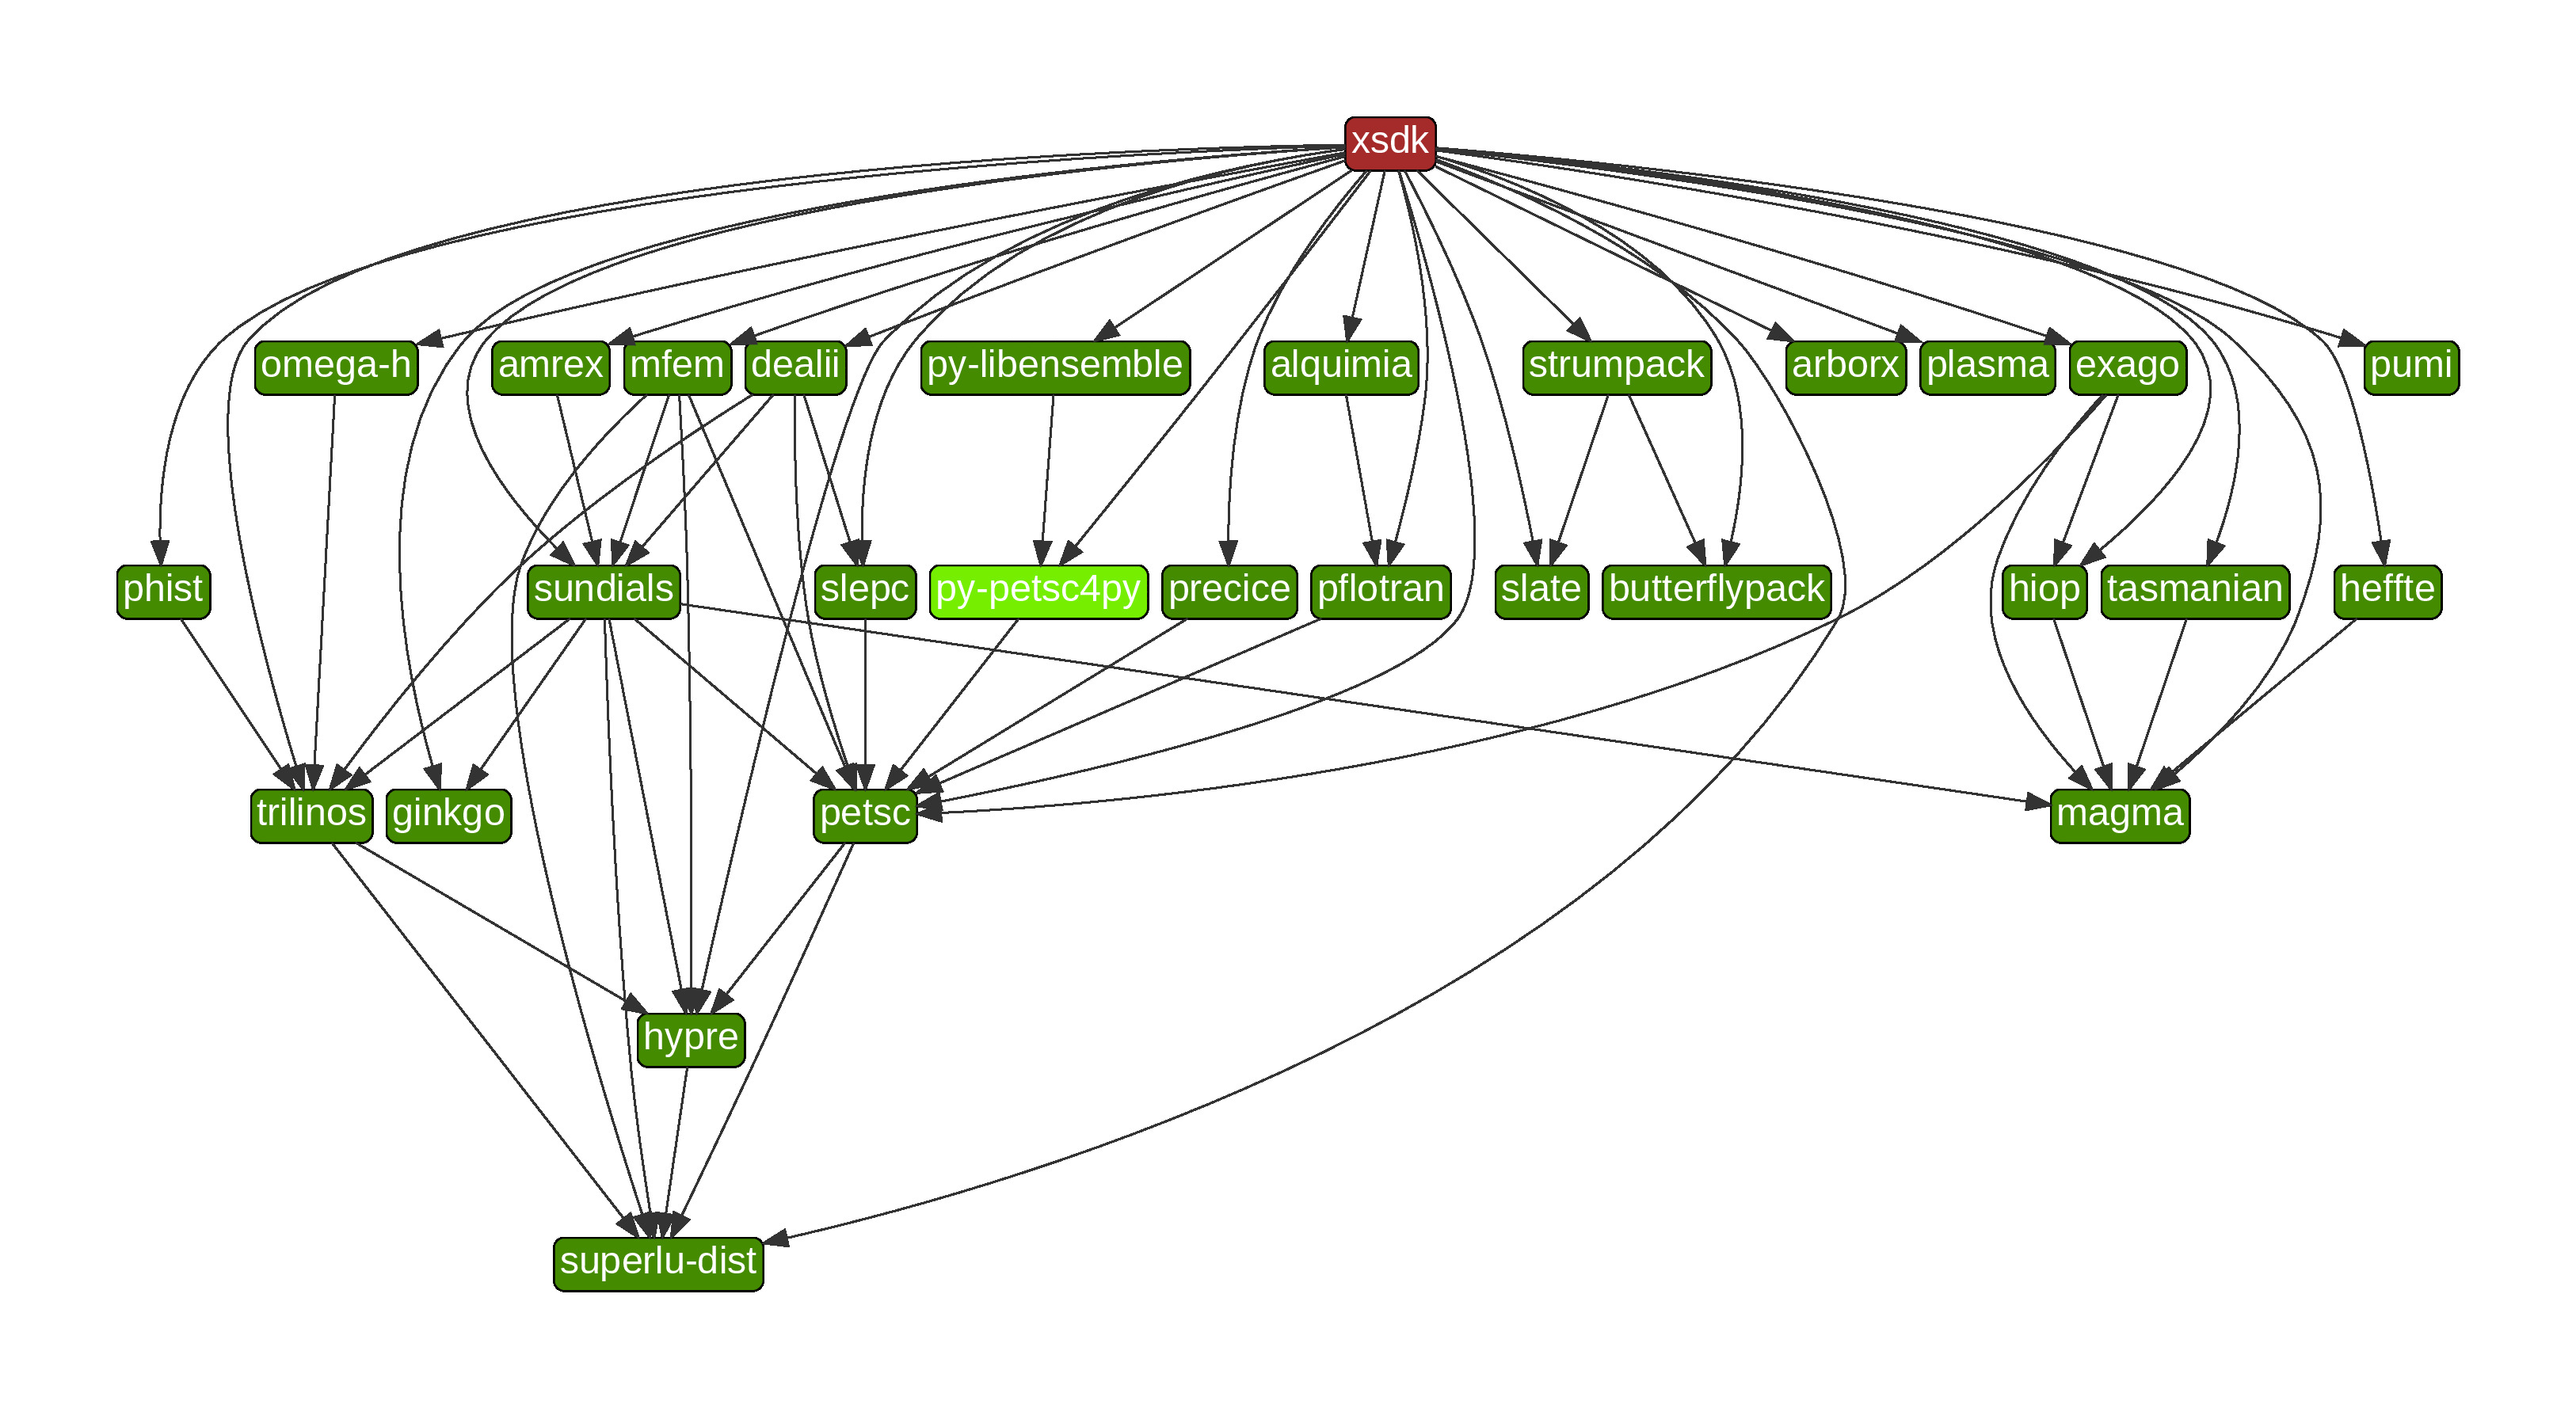 xsdk
omega-h
amrex
mfem
dealii
py-libensemble
alquimia
strumpack
arborx
plasma
exago
pumi
phist
sundials
slepc
py-petsc4py
precice
pflotran
slate
butterflypack
hiop
tasmanian
heffte
trilinos
ginkgo
petsc
magma
hypre
superlu-dist